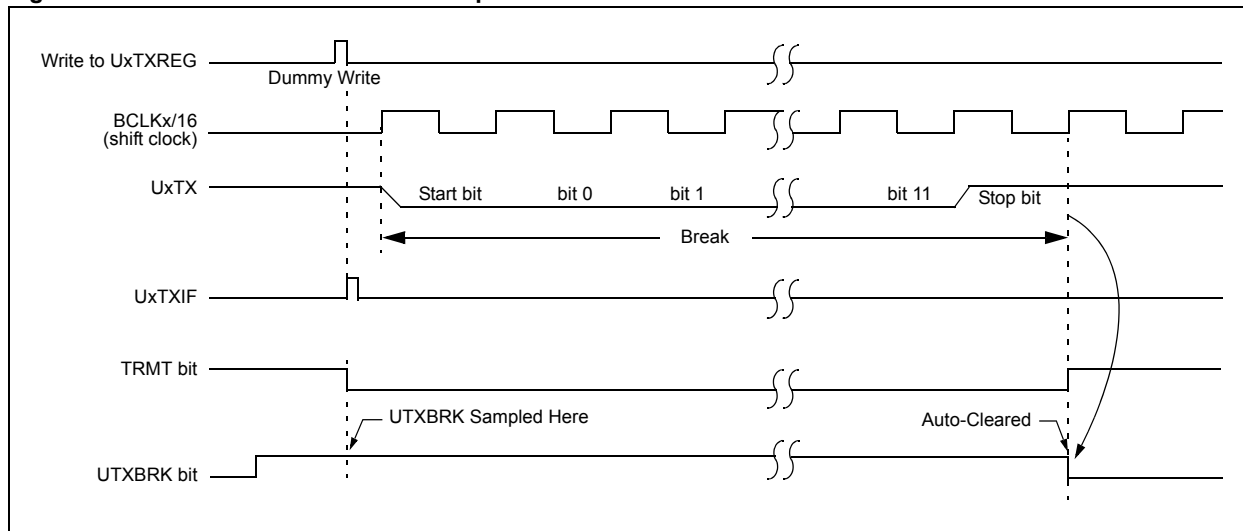 Write to UxTXREG
Dummy Write
BCLKx/16
(shift clock)
UxTX
Start bit bit 0 bit 1 bit 11 Stop bit
Break
UxTXIF
TRMT bit
UTXBRK Sampled Here Auto-Cleared
UTXBRK bit